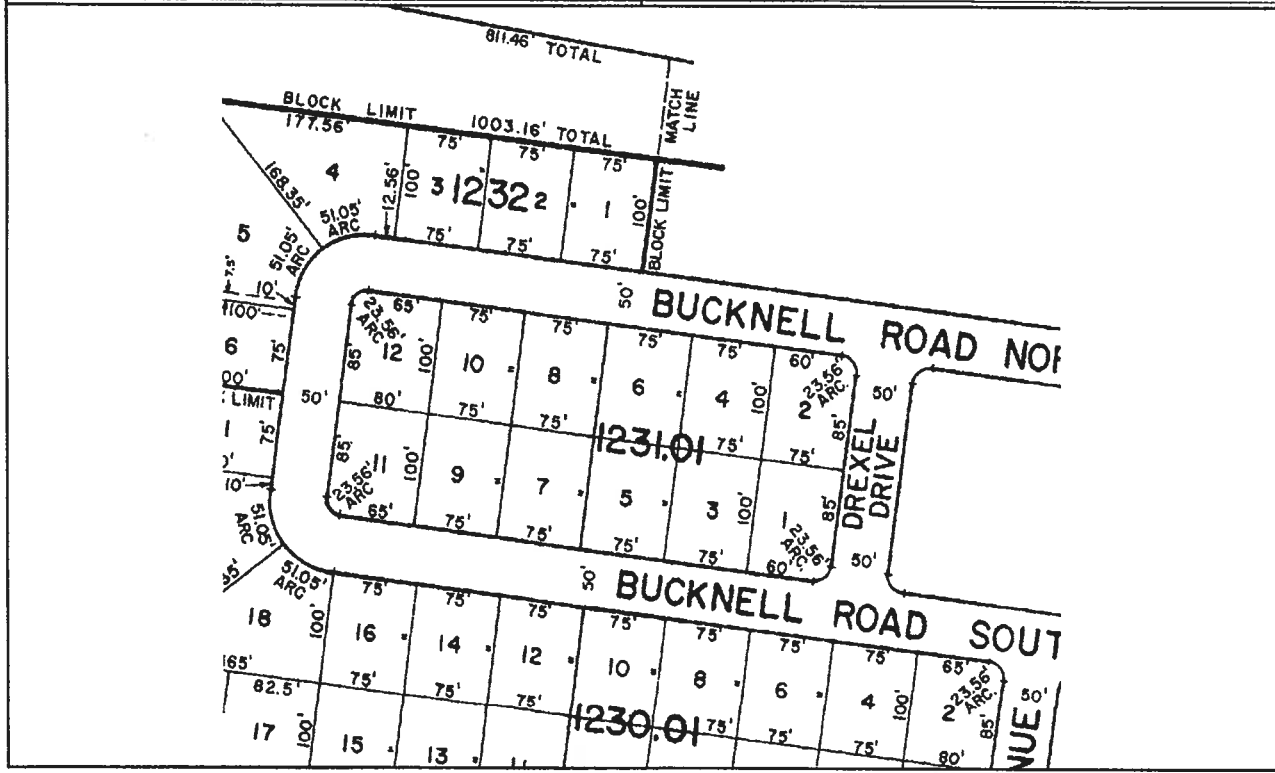 811.46' TOTAL
MATCH LINE
BLOCK LIMIT
177.56'
1003.16' TOTAL
75' 75' 75'
4
168.35'
12.56'
100'
3 1232 2 1
100'
BLOCK LIMIT
51.05' ARC
75' 75' 75'
5
51.05' ARC
7.5'
10'
100'
50'
BUCKNELL ROAD NOR
65' 75' 75' 75' 75' 60'
23.56' ARC
23.56' ARC.
50'
6
75'
85'
12
100'
10 8 6 4
100'
2
85'
00'
LIMIT
50'
80' 75' 75' 75' 75'
1231.01
1
75'
85'
11
100'
9 7 5 3
100'
1
85'
DREXEL DRIVE
0'
10'
23.56' ARC
23.56' ARC.
65' 75' 75' 75' 75' 60'
50'
51.05' ARC
51.05' ARC
50'
BUCKNELL ROAD SOUT
35'
75' 75' 75' 75' 75' 75' 65'
18
100'
16 14 12 10 8 6 4
100'
2
23.56' ARC.
85'
50'
165'
82.5'
75' 75' 75' 75' 75' 80'
1230.01
17
100'
15 13
NUE